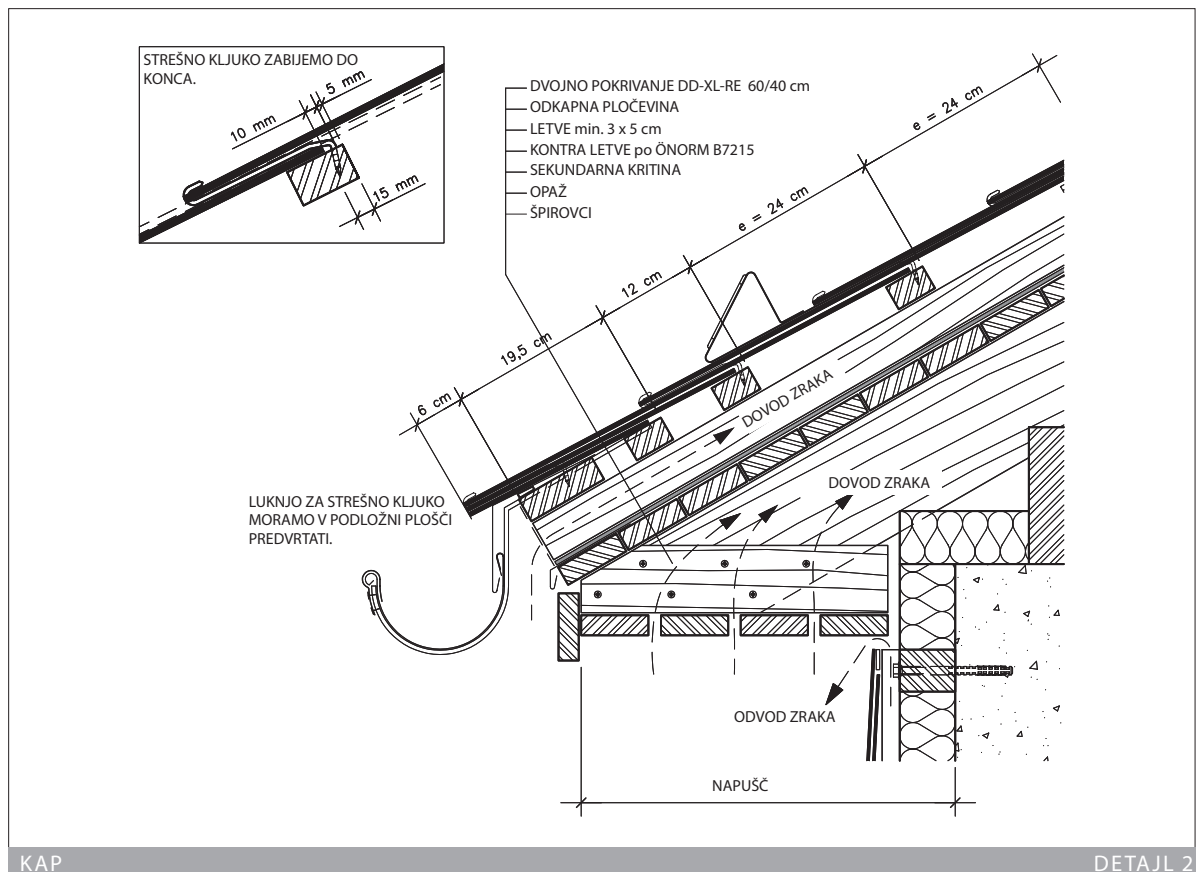 STREŠNO KLJUKO ZABIJEMO DO
KONCA.
5 mm
10 mm
15 mm
DVOJNO POKRIVANJE DD-XL-RE 60/40 cm
ODKAPNA PLOČEVINA
LETVE min. 3 x 5 cm
KONTRA LETVE po ÖNORM B7215
SEKUNDARNA KRITINA
OPAŽ
ŠPIROVCI
e = 24 cm
e = 24 cm
12 cm
19,5 cm
6 cm
DOVOD ZRAKA
DOVOD ZRAKA
LUKNJO ZA STREŠNO KLJUKO
MORAMO V PODLOŽNI PLOŠČI
PREDVRTATI.
ODVOD ZRAKA
NAPUŠČ
KAP
DETAJL 2